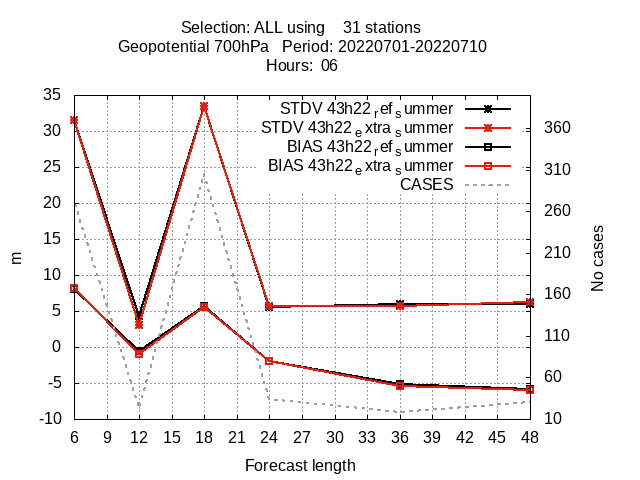 Selection: ALL using    31 stations
Geopotential 700hPa   Period: 20220701-20220710
Hours:  06
STDV 43h22_ref_summer
STDV 43h22_extra_summer
BIAS 43h22_ref_summer
BIAS 43h22_extra_summer
CASES
35
30
25
20
15
10
5
0
-5
-10
m
360
310
260
210
160
110
60
10
No cases
6 9 12 15 18 21 24 27 30 33 36 39 42 45 48
Forecast length